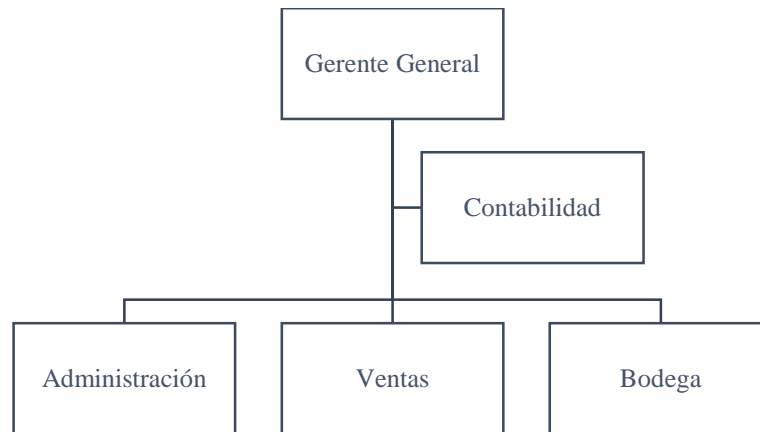 Gerente General
Contabilidad
Administración
Ventas
Bodega